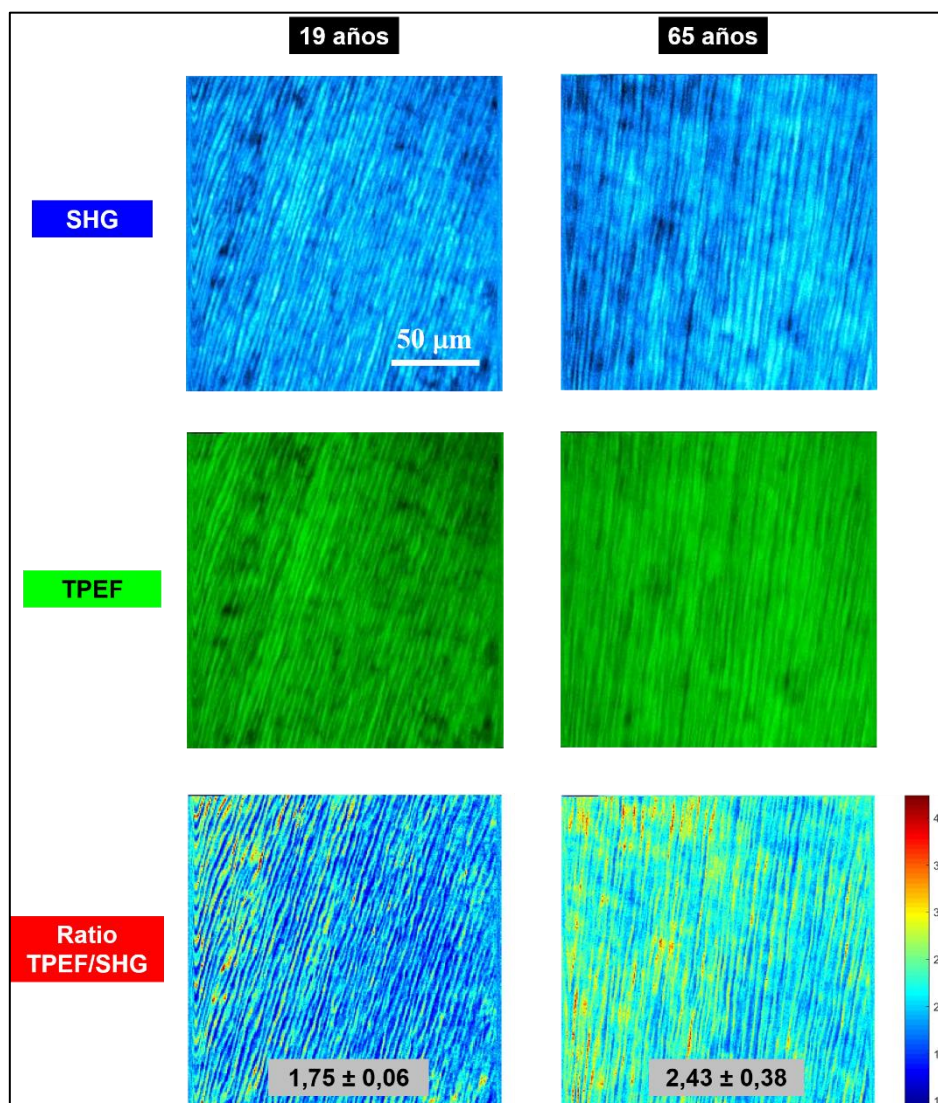 19 años
65 años
SHG
50 µm
TPEF
Ratio
TPEF/SHG
1,75 ± 0,06
2,43 ± 0,38